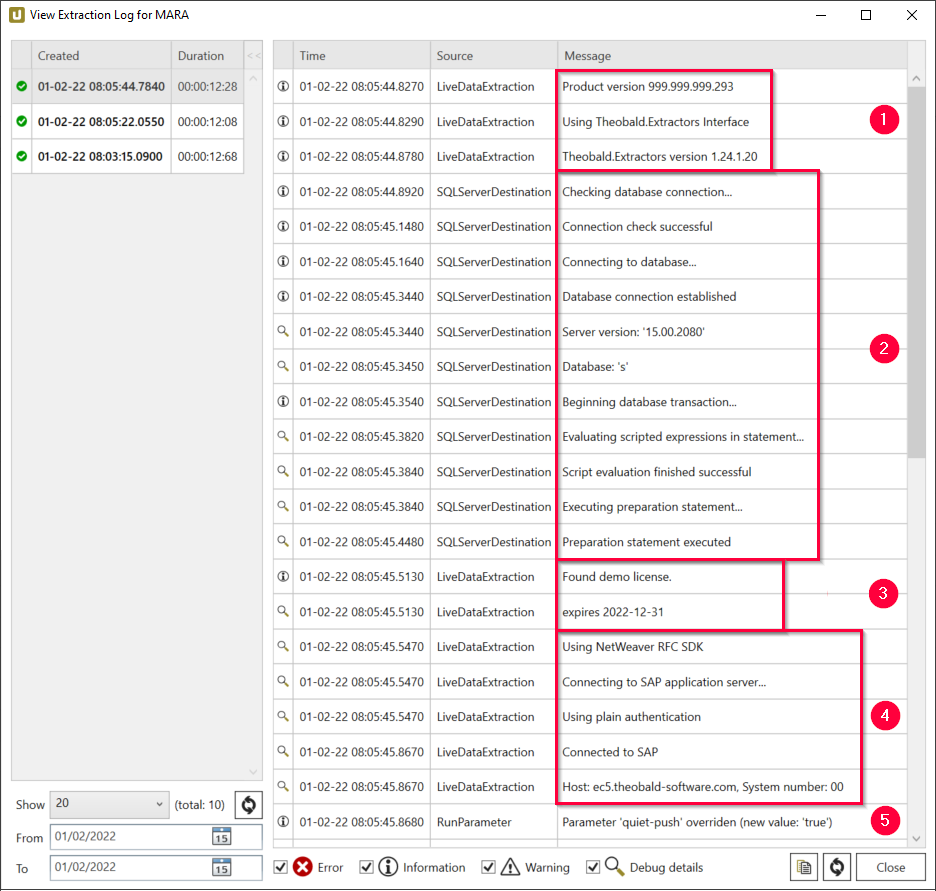 View Extraction Log for MARA
Created Duration <<
01-02-22 08:05:44.7840 00:00:12:28
01-02-22 08:05:22.0550 00:00:12:08
01-02-22 08:03:15.0900 00:00:12:68
Time Source Message
01-02-22 08:05:44.8270 LiveDataExtraction Product version 999.999.999.293
01-02-22 08:05:44.8290 LiveDataExtraction Using Theobald.Extractors Interface
1
01-02-22 08:05:44.8780 LiveDataExtraction Theobald.Extractors version 1.24.1.20
01-02-22 08:05:44.8920 SQLServerDestination Checking database connection...
01-02-22 08:05:45.1480 SQLServerDestination Connection check successful
01-02-22 08:05:45.1640 SQLServerDestination Connecting to database...
01-02-22 08:05:45.3440 SQLServerDestination Database connection established
01-02-22 08:05:45.3440 SQLServerDestination Server version: '15.00.2080'
2
01-02-22 08:05:45.3450 SQLServerDestination Database: 's'
01-02-22 08:05:45.3540 SQLServerDestination Beginning database transaction...
01-02-22 08:05:45.3820 SQLServerDestination Evaluating scripted expressions in statement...
01-02-22 08:05:45.3840 SQLServerDestination Script evaluation finished successful
01-02-22 08:05:45.3840 SQLServerDestination Executing preparation statement...
01-02-22 08:05:45.4480 SQLServerDestination Preparation statement executed
01-02-22 08:05:45.5130 LiveDataExtraction Found demo license.
3
01-02-22 08:05:45.5130 LiveDataExtraction expires 2022-12-31
01-02-22 08:05:45.5470 LiveDataExtraction Using NetWeaver RFC SDK
01-02-22 08:05:45.5470 LiveDataExtraction Connecting to SAP application server...
01-02-22 08:05:45.5470 LiveDataExtraction Using plain authentication
4
01-02-22 08:05:45.8670 LiveDataExtraction Connected to SAP
01-02-22 08:05:45.8670 LiveDataExtraction Host: ec5.theobald-software.com, System number: 00
01-02-22 08:05:45.8680 RunParameter Parameter 'quiet-push' overriden (new value: 'true')
5
Show 20 (total: 10)
From 01/02/2022 15
To 01/02/2022 15
Error Information Warning Debug details Close